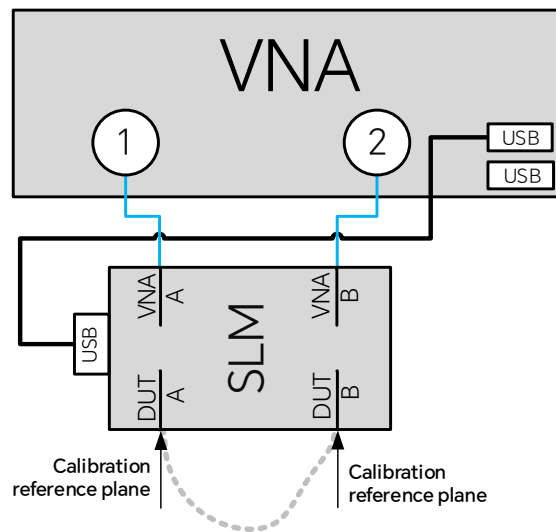 VNA
1
2
USB
USB
USB
VNA
A
VNA
B
SLM
DUT
A
DUT
B
Calibration
reference plane
Calibration
reference plane